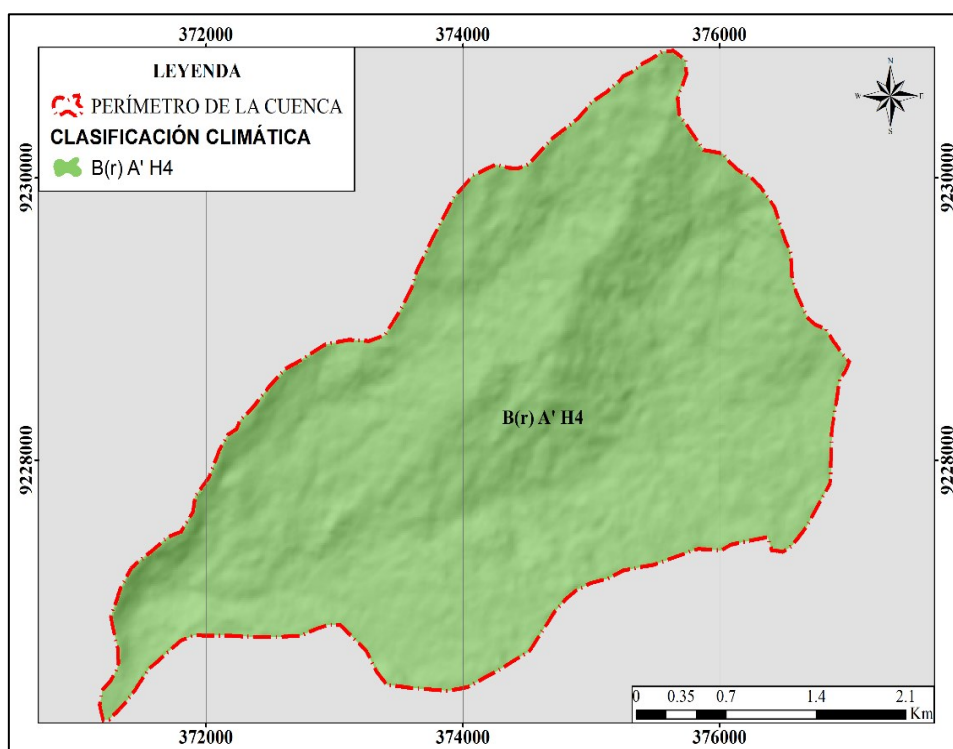 372000 374000 376000
LEYENDA
PERÍMETRO DE LA CUENCA
CLASIFICACIÓN CLIMÁTICA
B(r) A' H4
N
W E
S
9230000 9230000
B(r) A' H4
9228000 9228000
0 0.35 0.7 1.4 2.1
Km
372000 374000 376000